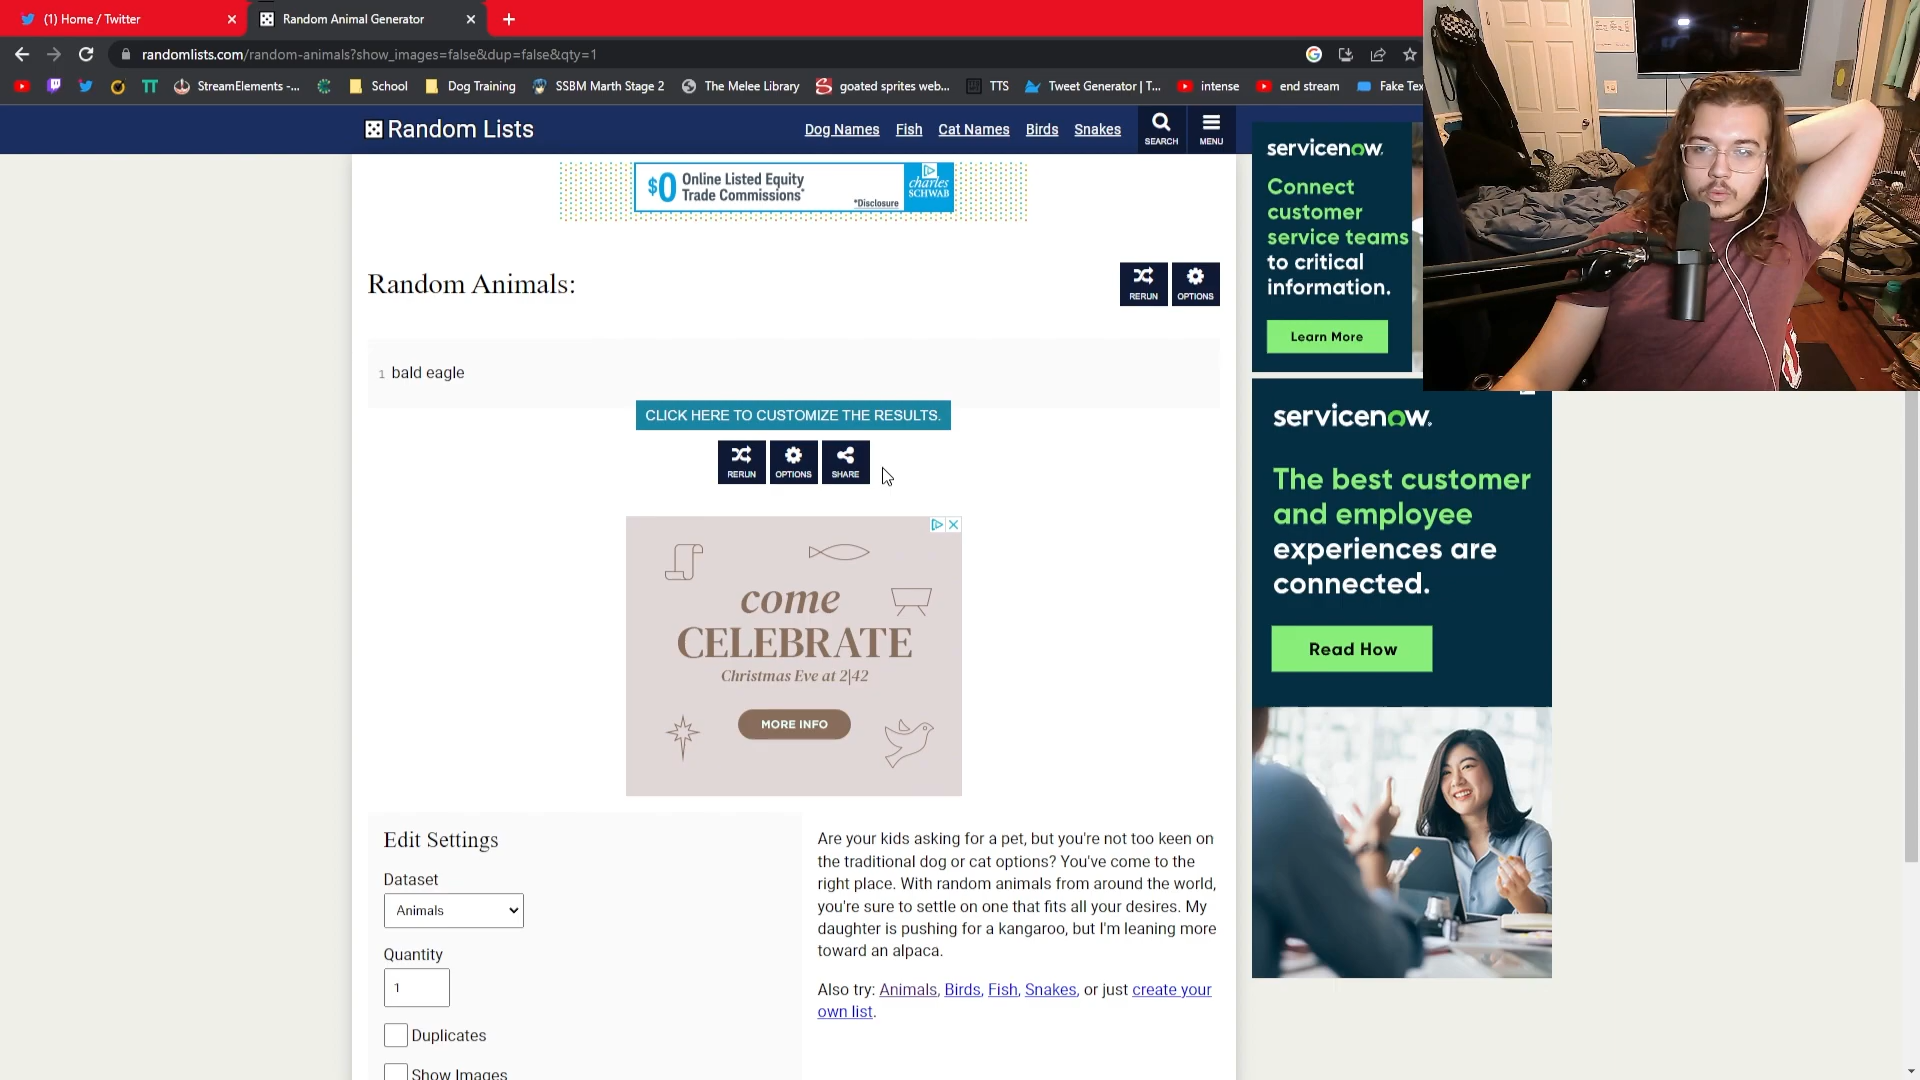 (1) Home / Twitter
Random Animal Generator
randomlists.com/random-animals?show_images=false&dup=false&qty=1
StreamElements -...
School
Dog Training
SSBM Marth Stage 2
The Melee Library
goated sprites web...
TTS
Tweet Generator | T...
intense
end stream
Fake Tex
Random Lists
Dog Names
Fish
Cat Names
Birds
Snakes
SEARCH
MENU
$0 Online Listed Equity
Trade Commissions*
*Disclosure
charles
SCHWAB
Random Animals:
RERUN
OPTIONS
1 bald eagle
CLICK HERE TO CUSTOMIZE THE RESULTS.
RERUN
OPTIONS
SHARE
come
CELEBRATE
Christmas Eve at 2|42
MORE INFO
Edit Settings
Dataset
Animals
Quantity
1
Duplicates
Show Images
Are your kids asking for a pet, but you're not too keen on
the traditional dog or cat options? You've come to the
right place. With random animals from around the world,
you're sure to settle on one that fits all your desires. My
daughter is pushing for a kangaroo, but I'm leaning more
toward an alpaca.
Also try: Animals, Birds, Fish, Snakes, or just create your
own list.
servicenow.
Connect
customer
service teams
to critical
information.
Learn More
servicenow.
The best customer
and employee
experiences are
connected.
Read How